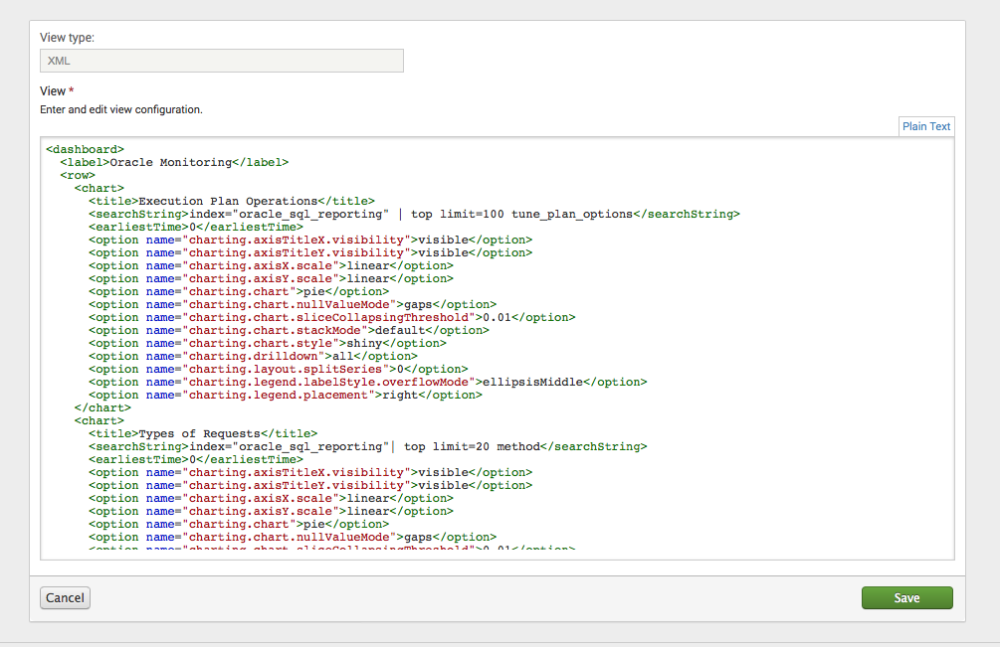 View type:
XML
View *
Enter and edit view configuration.
Plain Text
<dashboard>
  <label>Oracle Monitoring</label>
  <row>
    <chart>
      <title>Execution Plan Operations</title>
      <searchString>index="oracle_sql_reporting" | top limit=100 tune_plan_options</searchString>
      <earliestTime>0</earliestTime>
      <option name="charting.axisTitleX.visibility">visible</option>
      <option name="charting.axisTitleY.visibility">visible</option>
      <option name="charting.axisX.scale">linear</option>
      <option name="charting.axisY.scale">linear</option>
      <option name="charting.chart">pie</option>
      <option name="charting.chart.nullValueMode">gaps</option>
      <option name="charting.chart.sliceCollapsingThreshold">0.01</option>
      <option name="charting.chart.stackMode">default</option>
      <option name="charting.chart.style">shiny</option>
      <option name="charting.drilldown">all</option>
      <option name="charting.layout.splitSeries">0</option>
      <option name="charting.legend.labelStyle.overflowMode">ellipsisMiddle</option>
      <option name="charting.legend.placement">right</option>
    </chart>
    <chart>
      <title>Types of Requests</title>
      <searchString>index="oracle_sql_reporting"| top limit=20 method</searchString>
      <earliestTime>0</earliestTime>
      <option name="charting.axisTitleX.visibility">visible</option>
      <option name="charting.axisTitleY.visibility">visible</option>
      <option name="charting.axisX.scale">linear</option>
      <option name="charting.axisY.scale">linear</option>
      <option name="charting.chart">pie</option>
      <option name="charting.chart.nullValueMode">gaps</option>
      <option name="charting.chart.sliceCollapsingThreshold">0.01</option>
Cancel
Save